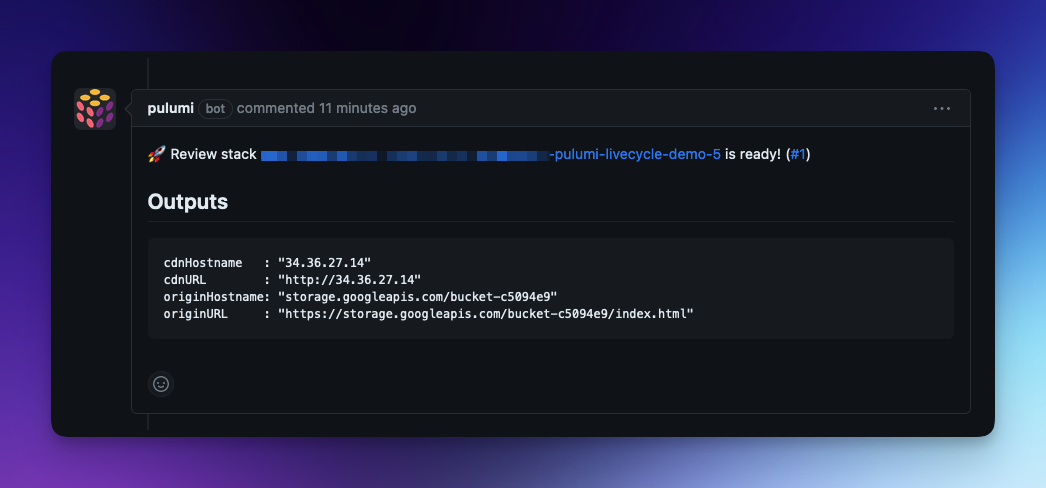 pulumi bot commented 11 minutes ago
🚀 Review stack -pulumi-livecycle-demo-5 is ready! (#1)
Outputs
cdnHostname   : "34.36.27.14"
cdnURL        : "http://34.36.27.14"
originHostname: "storage.googleapis.com/bucket-c5094e9"
originURL     : "https://storage.googleapis.com/bucket-c5094e9/index.html"